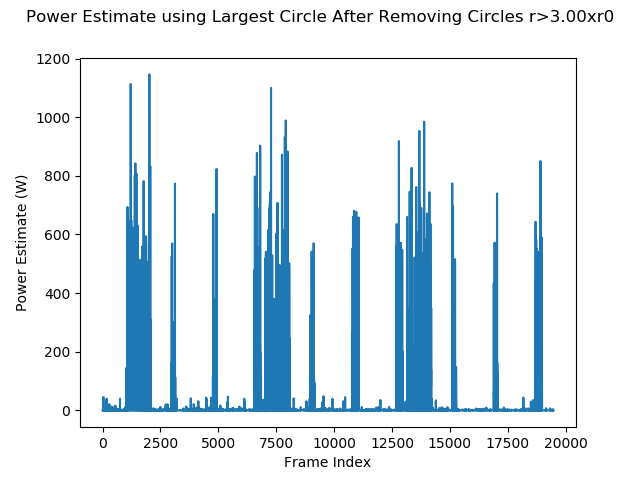 Power Estimate using Largest Circle After Removing Circles r>3.00xr0
1200
1000
800
600
400
200
0
Power Estimate (W)
0 2500 5000 7500 10000 12500 15000 17500 20000
Frame Index